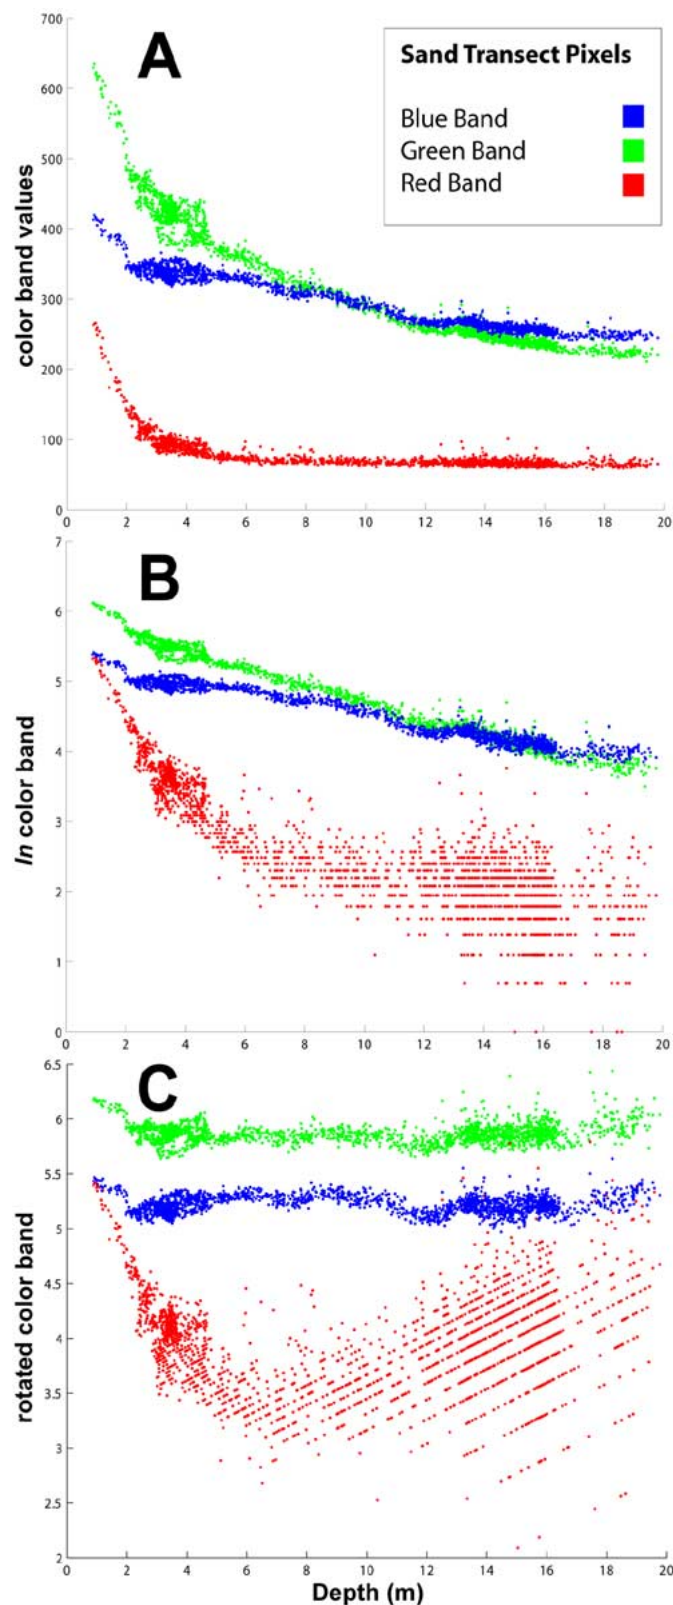 700
A
Sand Transect Pixels
Blue Band
Green Band
Red Band
600
500
400
300
200
100
0
color band values
0 2 4 6 8 10 12 14 16 18 20
7
B
6
5
4
3
2
1
0
ln color band
0 2 4 6 8 10 12 14 16 18 20
6.5
C
6
5.5
5
4.5
4
3.5
3
2.5
2
rotated color band
0 2 4 6 8 10 12 14 16 18 20
Depth (m)